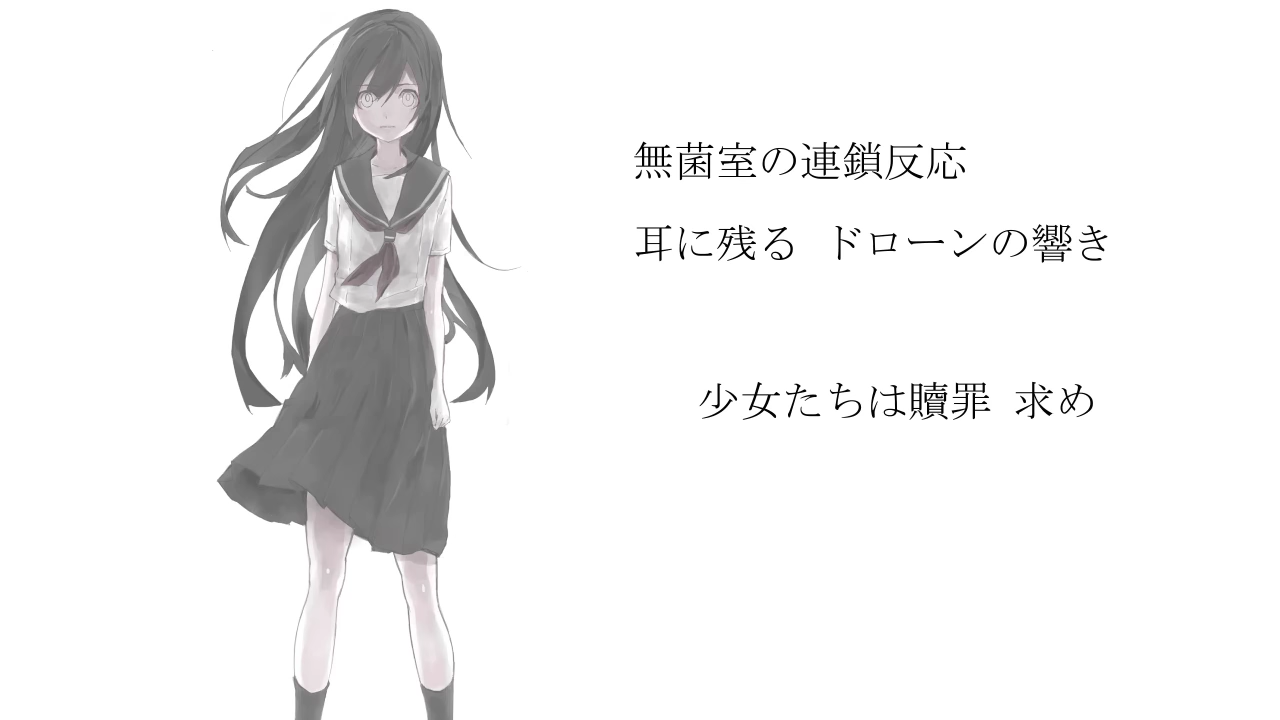 無菌室の連鎖反応
耳に残る ドローンの響き
少女たちは贖罪 求め